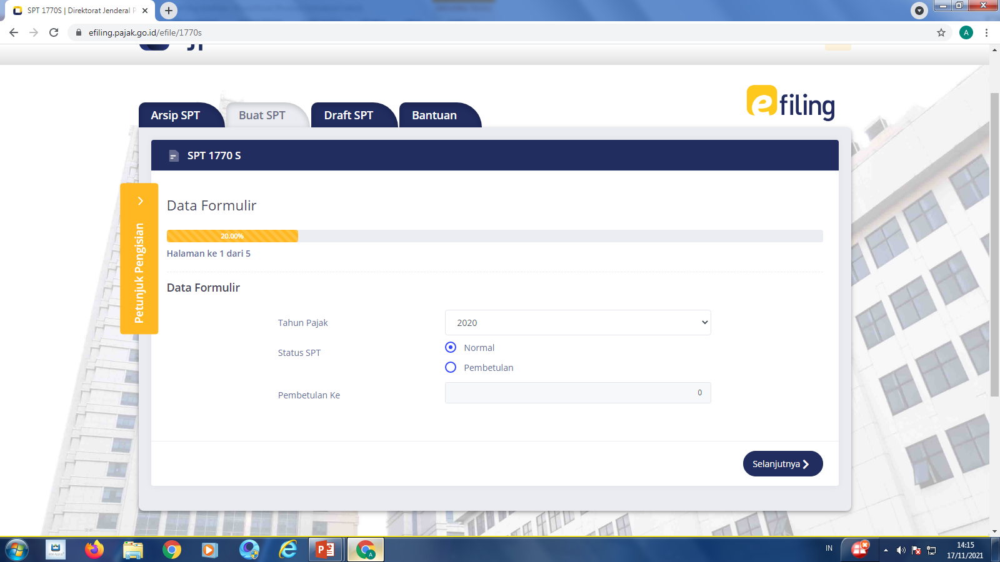 SPT 1770S | Direktorat Jenderal P
efiling.pajak.go.id/efile/1770s
A
efiling
Arsip SPT
Buat SPT
Draft SPT
Bantuan
SPT 1770 S
Petunjuk Pengisian
Data Formulir
20.00%
Halaman ke 1 dari 5
Data Formulir
Tahun Pajak
2020
Status SPT
Normal
Pembetulan
Pembetulan Ke
0
Selanjutnya
IN
14:15
17/11/2021